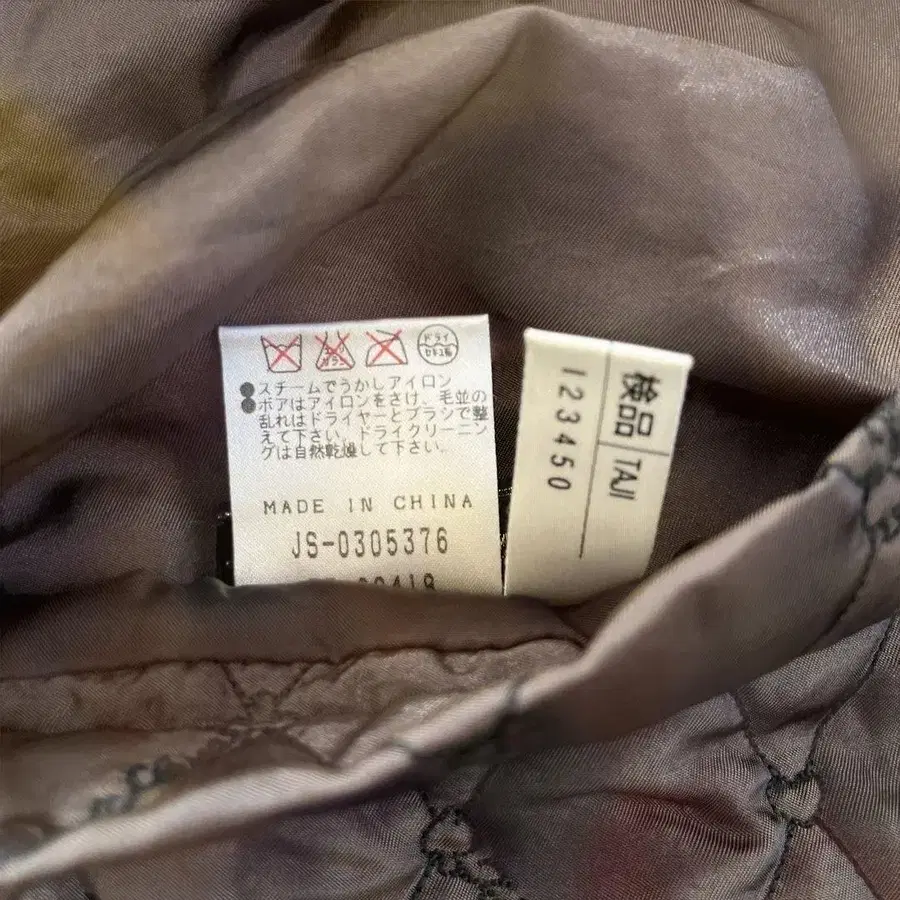 ドライ
セキユ系
●スチームでうかしアイロン
●ボアはアイロンをさけ、毛並の
乱れはドライヤーとブラシで整
えて下さい。ドライクリーニン
グは自然乾燥して下さい。
MADE IN CHINA
JS-0305376
検品 TAJI
123450